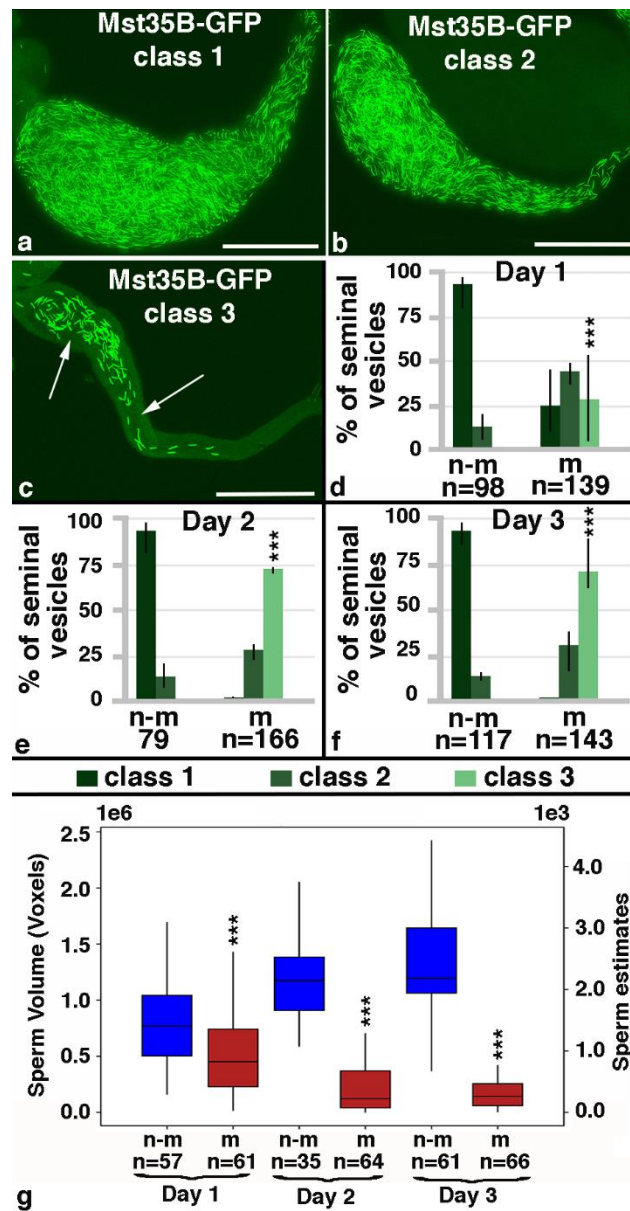 Mst35B-GFP
class 1
a
Mst35B-GFP
class 2
b
Mst35B-GFP
class 3
c
Day 1
% of seminal
vesicles
100
75
50
25
0
***
n-m
m
n=98
n=139
d
Day 2
% of seminal
vesicles
100
75
50
25
0
***
n-m
m
79
n=166
e
Day 3
% of seminal
vesicles
100
75
50
25
0
***
n-m
m
n=117
n=143
f
class 1
class 2
class 3
1e6
1e3
Sperm Volume (Voxels)
2.5
2.0
1.5
1.0
0.5
0.0
Sperm estimates
4.0
3.0
2.0
1.0
0.0
***
***
***
n-m
m
n-m
m
n-m
m
n=57
n=61
n=35
n=64
n=61
n=66
Day 1
Day 2
Day 3
g